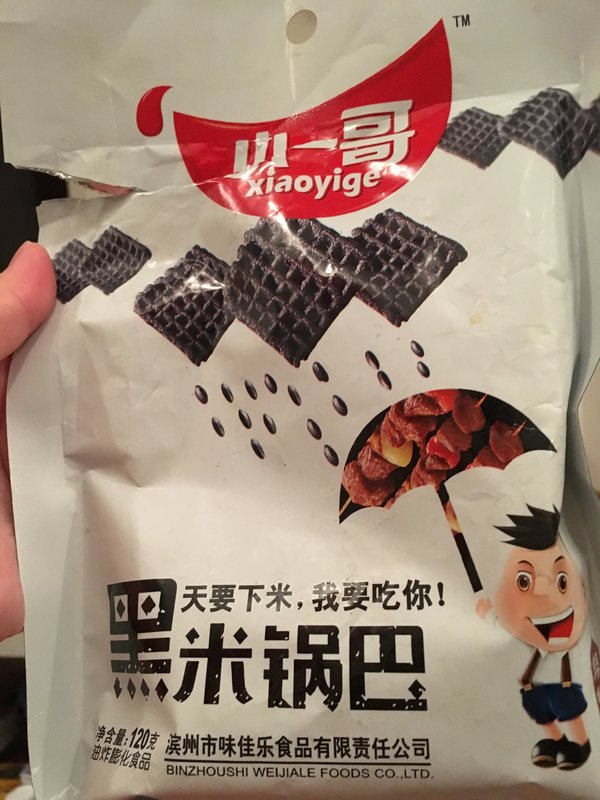 TM
小一哥
xiaoyige
天要下米，我要吃你！
黑米锅巴
净含量：120克
油炸膨化食品
滨州市味佳乐食品有限责任公司
BINZHOUSHI WEIJIALE FOODS CO.,LTD.